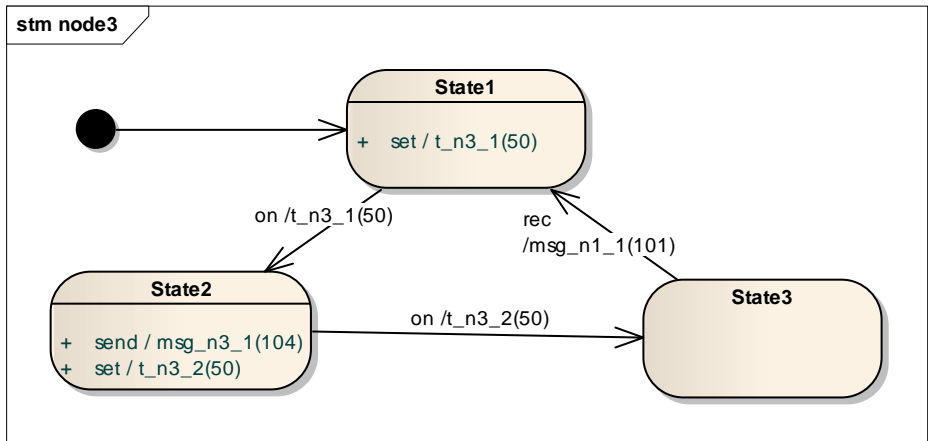 stm node3
State1
+ set / t_n3_1(50)
on /t_n3_1(50)
rec
/msg_n1_1(101)
State2
+ send / msg_n3_1(104)
+ set / t_n3_2(50)
on /t_n3_2(50)
State3